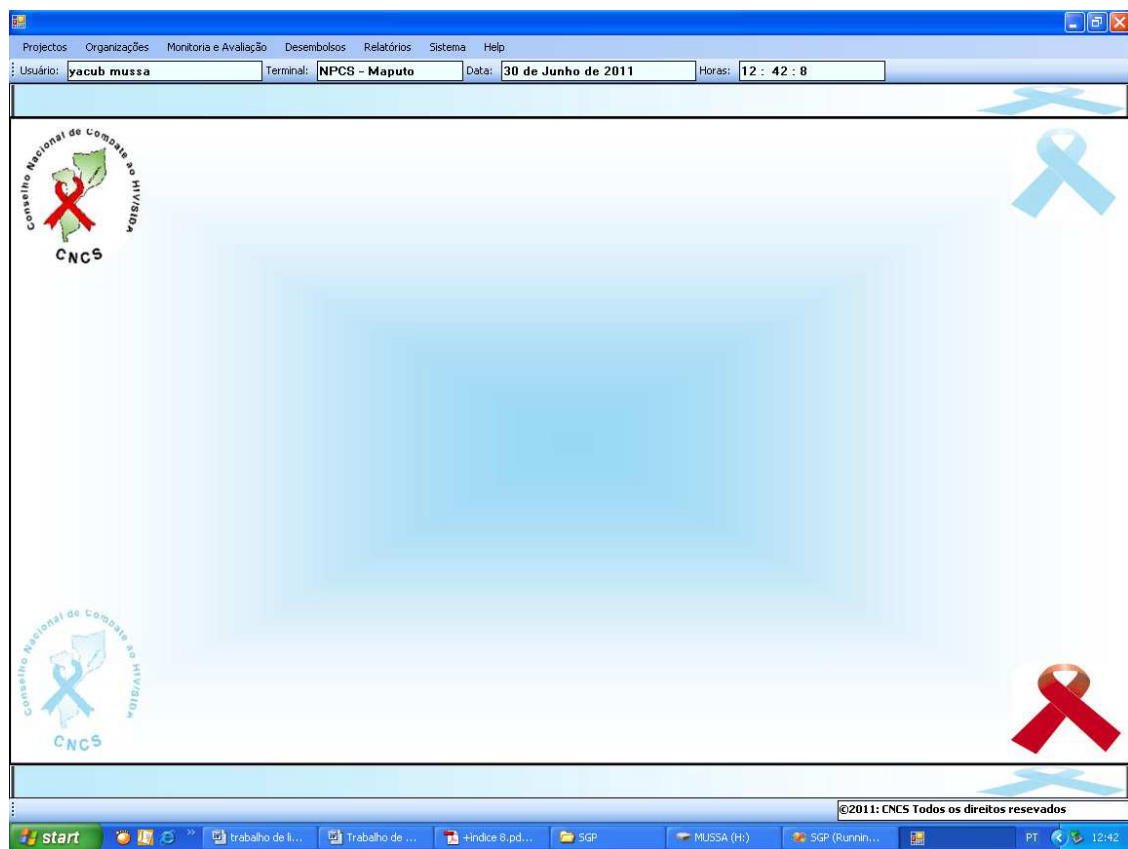 Projectos Organizações Monitoria e Avaliação Desembolsos Relatórios Sistema Help
Usuário: yacub mussa Terminal: NPCS - Maputo Data: 30 de Junho de 2011 Horas: 12 : 42 : 8
Conselho Nacional de Combate ao HIV/SIDA
CNCS
Conselho Nacional de Combate ao HIV/SIDA
CNCS
©2011: CNCS Todos os direitos resevados
start trabalho de li... Trabalho de ... +indice 8.pd... SGP MUSSA (H:) SGP (Runnin... PT 12:42